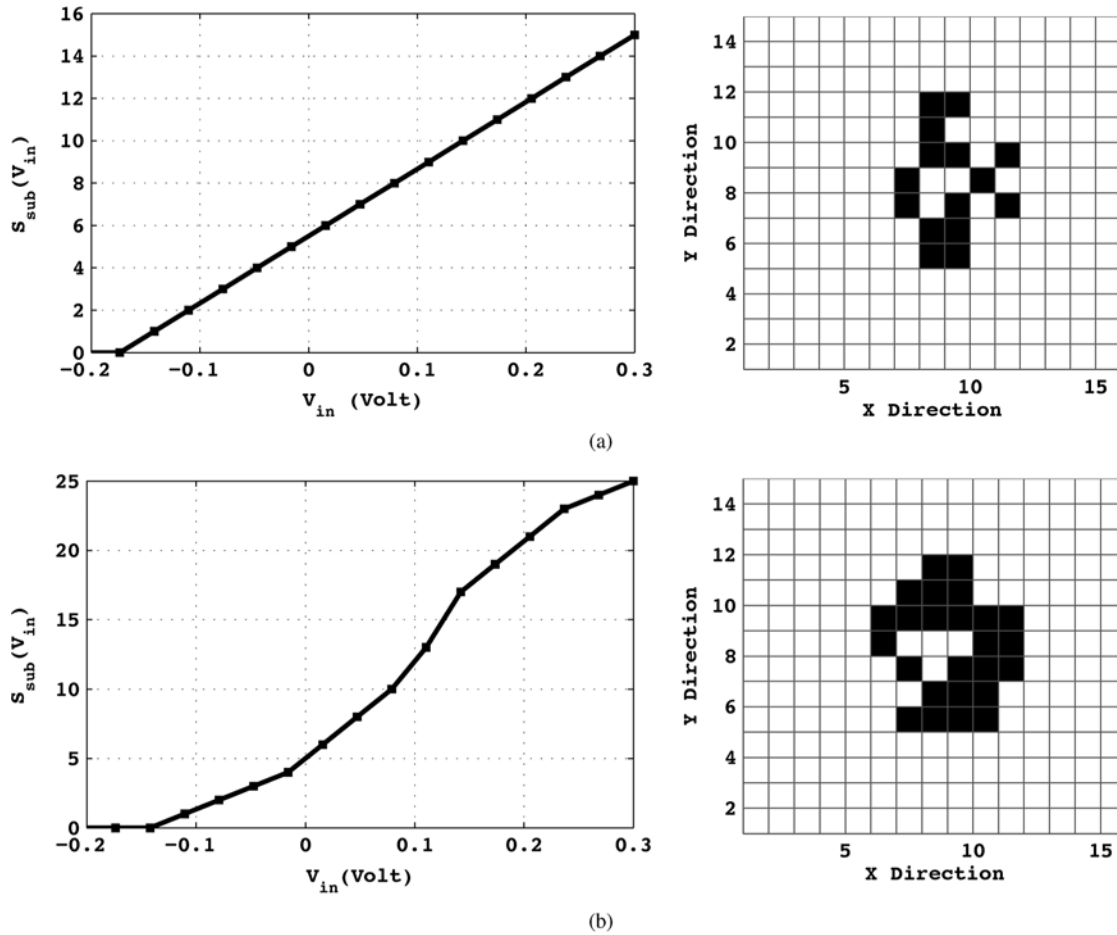 16
14
12
10
8
6
4
2
0
−0.2 −0.1 0 0.1 0.2 0.3
S_sub(V_in)
V_in (Volt)
14
12
10
8
6
4
2
5 10 15
Y Direction
X Direction
(a)
25
20
15
10
5
0
−0.2 −0.1 0 0.1 0.2 0.3
S_sub(V_in)
V_in(Volt)
14
12
10
8
6
4
2
5 10 15
Y Direction
X Direction
(b)